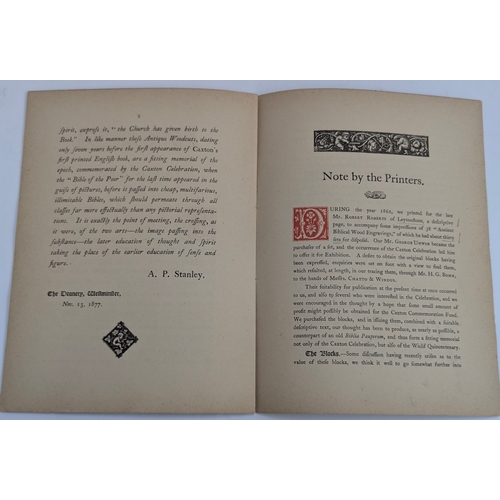 spirit, express it, "the Church has given birth to the
Book." In like manner these Antique Woodcuts, dating
only seven years before the first appearance of CAXTON's
first printed English book, are a fitting memorial of the
epoch, commemorated by the Caxton Celebration, when
the "Bible of the Poor" for the last time appeared in the
guise of pictures, before it passed into cheap, multifarious,
illimitable Bibles, which should permeate through all
classes far more effectually than any pictorial representa-
tions. It is exactly the point of meeting, the crossing, as
it were, of the two arts—the image passing into the
substance—the later education of thought and spirit
taking the place of the earlier education of sense and
figure.
A. P. Stanley.
The Deanery, Westminster,
Nov. 13. 1877.
Note by the Printers.
DURING the year 1862, we printed for the late
Mr. ROBERT BARRETT of Leytonstone, a descriptive
page, to accompany some impressions of 38 "Ancient
Biblical Wood Engravings," of which he had about thirty
sets for disposal. Our Mr. GEORGE UNWIN became the
purchaser of a set, and the occurrence of the Caxton Celebration led him
to offer it for Exhibition. A desire to obtain the original blocks having
been expressed, enquiries were set on foot with a view to find them,
which resulted, at length, in our tracing them, through Mr. H. G. BOHN,
to the hands of Messrs. CHATTO & WINDUS.
Their suitability for publication at the present time at once occurred
to us, and also to several who were interested in the Celebration, and we
were encouraged in the thought by a hope that some small amount of
profit might possibly be obtained for the Caxton Commemoration Fund.
We purchased the blocks, and in issuing them, combined with a suitable
descriptive text, our thought has been to produce, as nearly as possible, a
counterpart of an old Biblia Pauperum, and thus form a fitting memorial
not only of the Caxton Celebration, but also of the Wood Quincentenary.
The Blocks.—Some discussion having recently arisen as to the
value of these blocks, we think it well to go somewhat further into